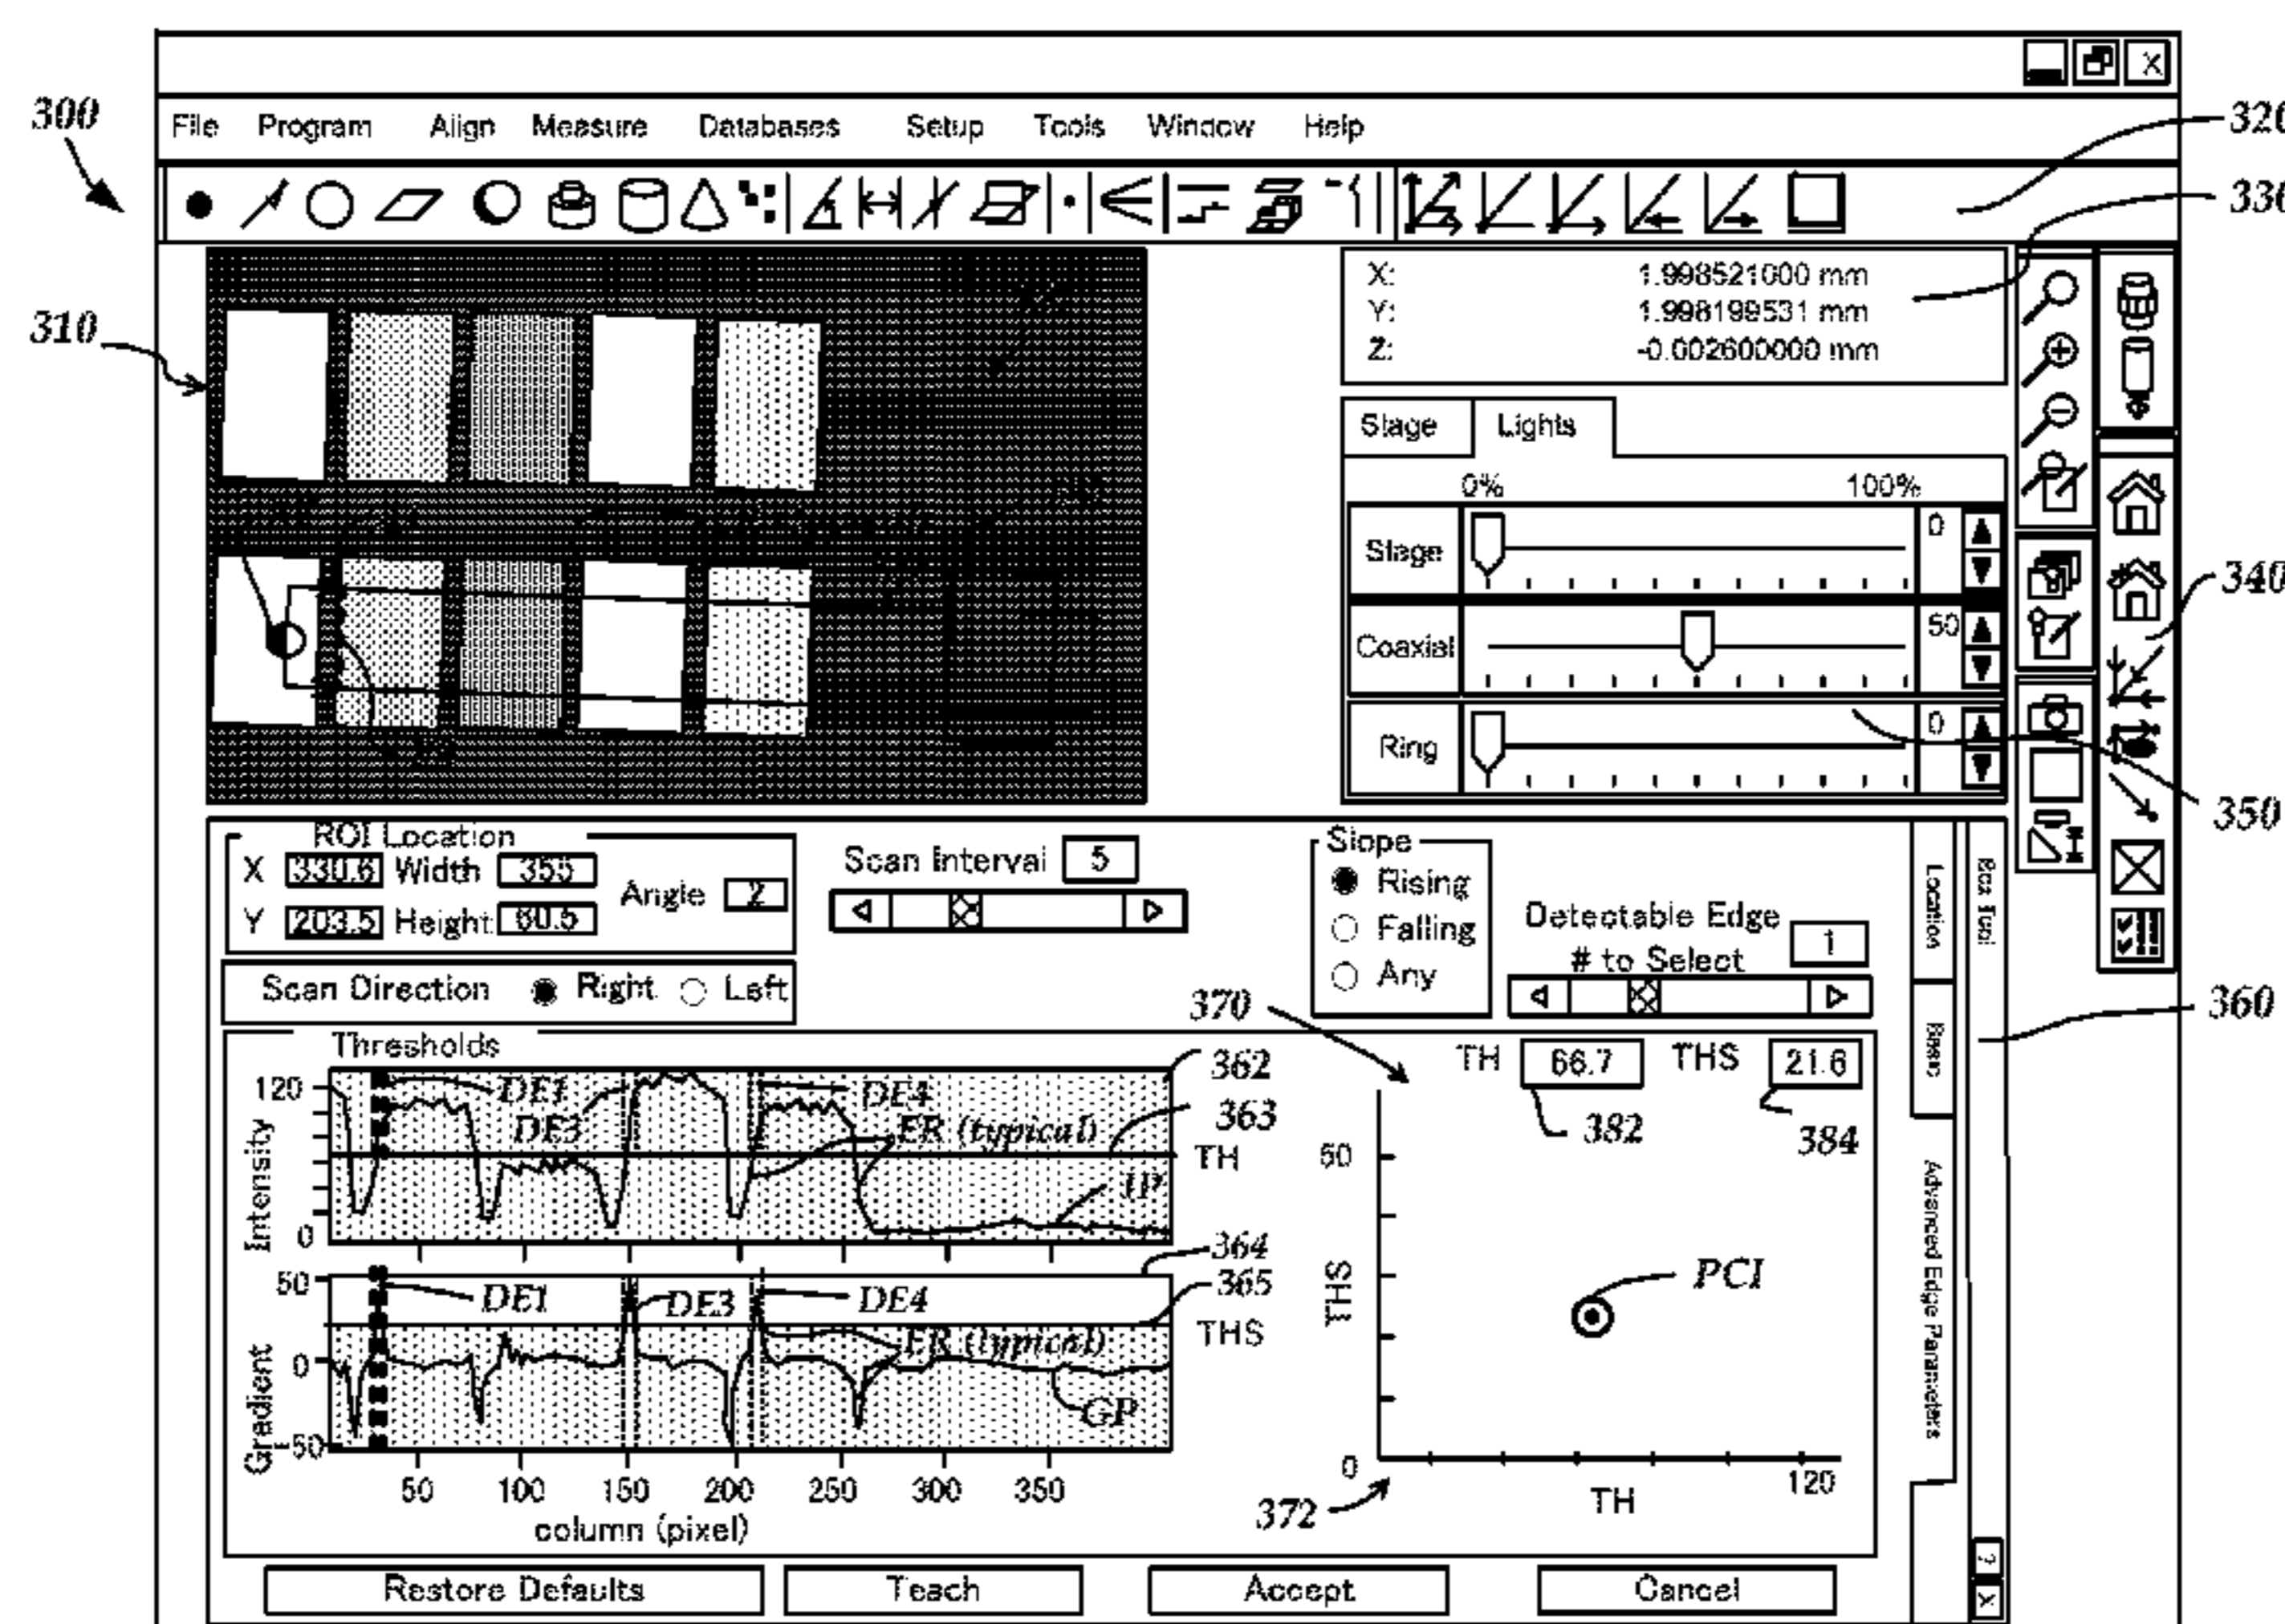 300
File Program Align Measure Databases Setup Tools Window Help
320
330
310
X: 1.998521000 mm
Y: 1.998199531 mm
Z: -0.002600000 mm
Stage Lights
0% 100%
Stage 0
Coaxial 50
Ring 0
340
350
ROI Location
X 330.6 Width 355
Y 203.5 Height 60.5
Angle 2
Scan Interval 5
Slope
Rising
Falling
Any
Detectable Edge
# to Select 1
Scan Direction Right Left
Location
Basic
Advanced Edge Parameters
Box Tool
360
370
Thresholds
TH 66.7 THS 21.6
382
384
362
363
TH
120
Intensity
0
DE1
DE3
DE4
ER (typical)
IP
364
365
THS
50
0
-50
Gradient
DE1
DE3
DE4
ER (typical)
GP
50 100 150 200 250 300 350
column (pixel)
50
THS
PCI
0
120
TH
372
Restore Defaults Teach Accept Cancel
? X